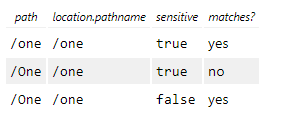 path location.pathname sensitive matches?
/one /one true yes
/One /one true no
/One /one false yes